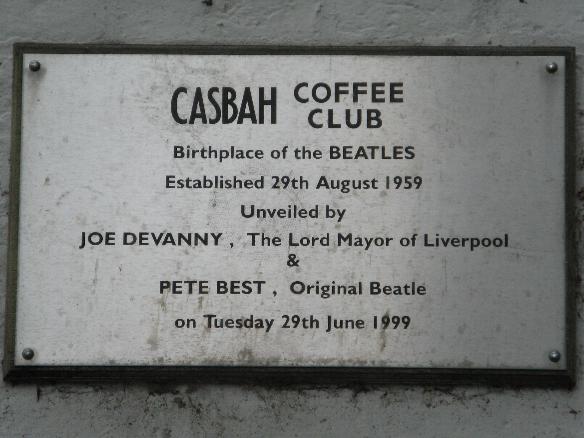 CASBAH COFFEE CLUB
Birthplace of the BEATLES
Established 29th August 1959
Unveiled by
JOE DEVANNY , The Lord Mayor of Liverpool
&
PETE BEST , Original Beatle
on Tuesday 29th June 1999